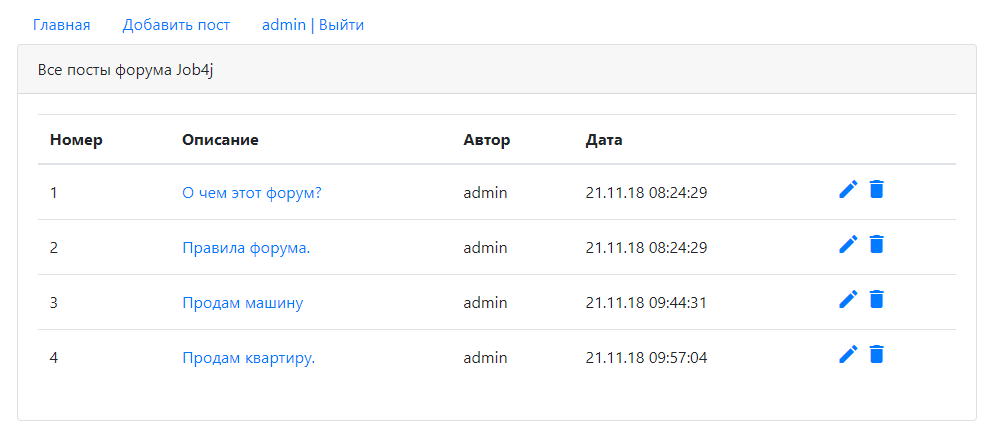 Главная Добавить пост admin | Выйти
Все посты форума Job4j
Номер Описание Автор Дата
1 О чем этот форум? admin 21.11.18 08:24:29
2 Правила форума. admin 21.11.18 08:24:29
3 Продам машину admin 21.11.18 09:44:31
4 Продам квартиру. admin 21.11.18 09:57:04